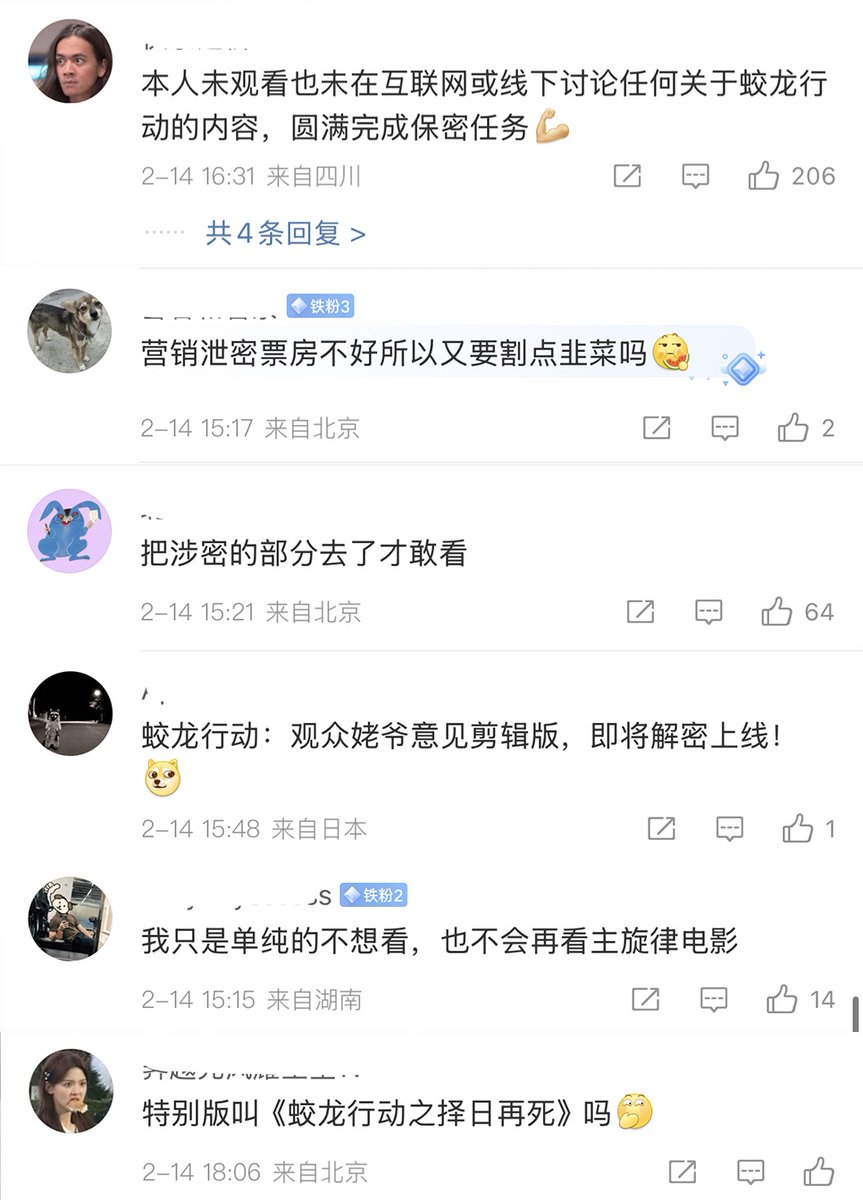 本人未观看也未在互联网或线下讨论任何关于蛟龙行
动的内容，圆满完成保密任务💪
2-14 16:31 来自四川
206
共4条回复 >
铁粉3
营销泄密票房不好所以又要割点韭菜吗
2-14 15:17 来自北京
2
把涉密的部分去了才敢看
2-14 15:21 来自北京
64
蛟龙行动：观众姥爷意见剪辑版，即将解密上线！
2-14 15:48 来自日本
1
铁粉2
我只是单纯的不想看，也不会再看主旋律电影
2-14 15:15 来自湖南
14
特别版叫《蛟龙行动之择日再死》吗
2-14 18:06 来自北京